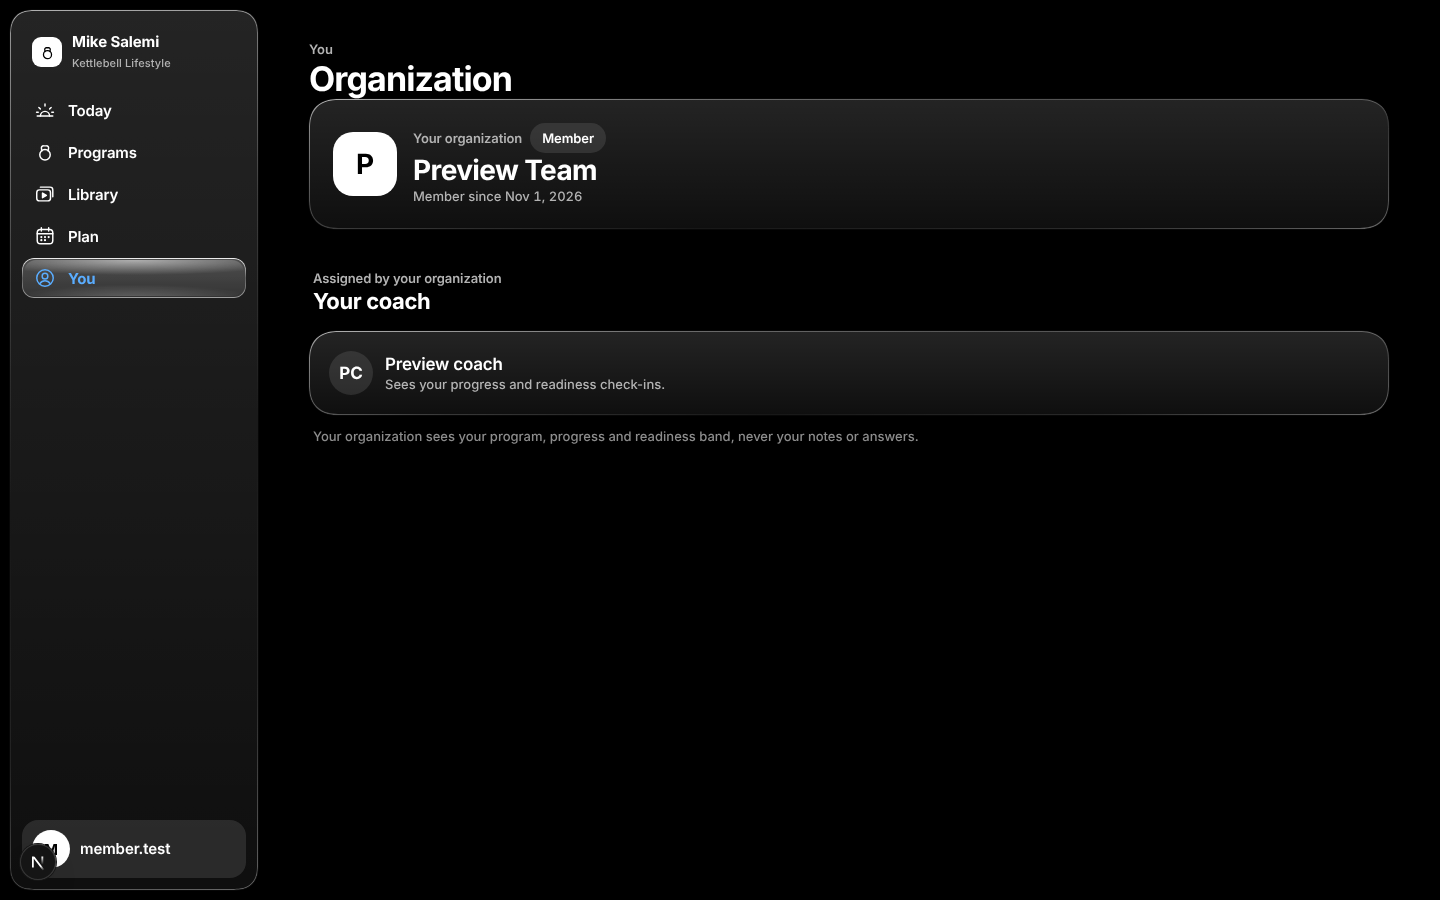 Mike Salemi
Kettlebell Lifestyle
Today
Programs
Library
Plan
You
member.test
You
Organization
P
Your organization
Member
Preview Team
Member since Nov 1, 2026
Assigned by your organization
Your coach
PC
Preview coach
Sees your progress and readiness check-ins.
Your organization sees your program, progress and readiness band, never your notes or answers.